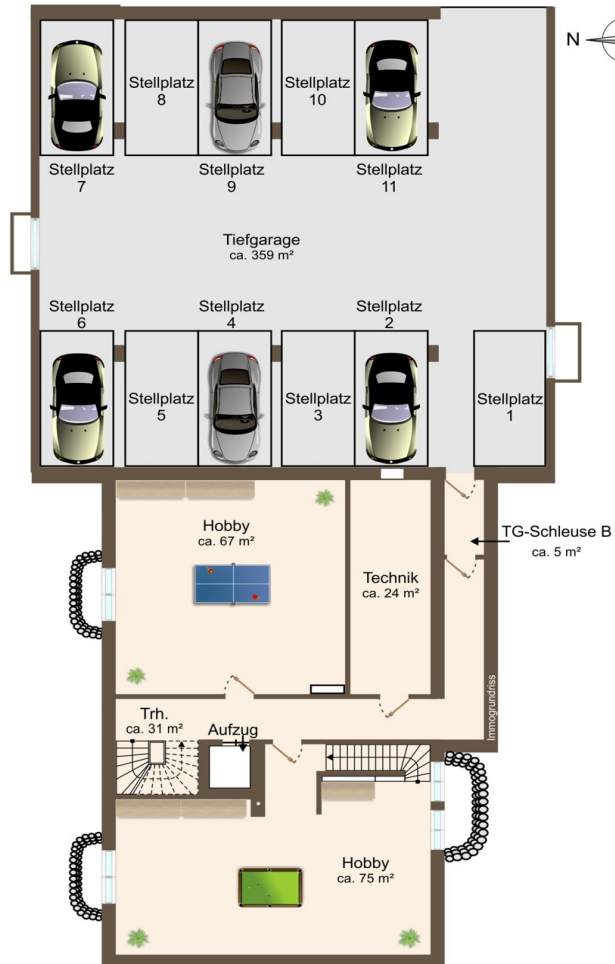 N
Stellplatz
8
Stellplatz
10
Stellplatz
7
Stellplatz
9
Stellplatz
11
Tiefgarage
ca. 359 m²
Stellplatz
6
Stellplatz
4
Stellplatz
2
Stellplatz
5
Stellplatz
3
Stellplatz
1
Hobby
ca. 67 m²
Technik
ca. 24 m²
TG-Schleuse B
ca. 5 m²
Immogrundriss
Trh.
ca. 31 m²
Aufzug
Hobby
ca. 75 m²